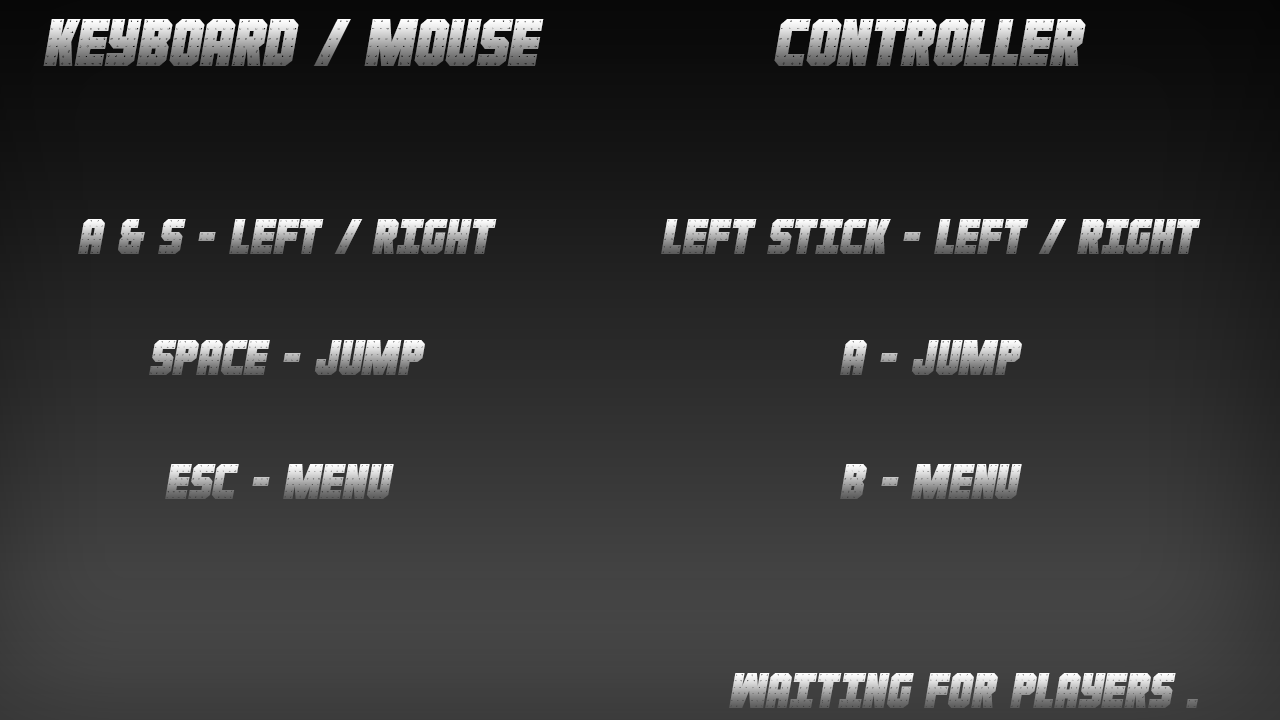 KEYBOARD / MOUSE
CONTROLLER
A & S - LEFT / RIGHT
LEFT STICK - LEFT / RIGHT
SPACE - JUMP
A - JUMP
ESC - MENU
B - MENU
WAITING FOR PLAYERS .